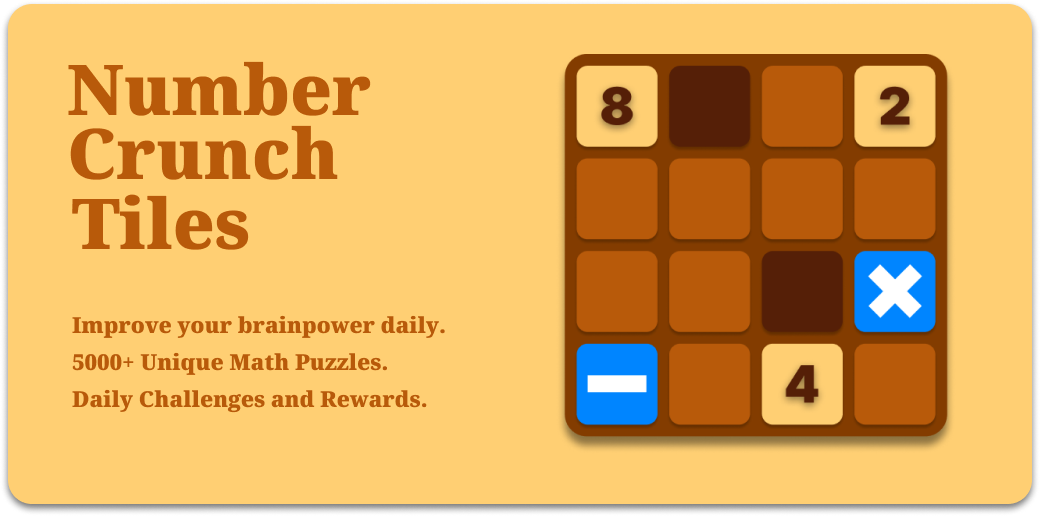 Number
Crunch
Tiles
Improve your brainpower daily.
5000+ Unique Math Puzzles.
Daily Challenges and Rewards.
8 2
×
−
4